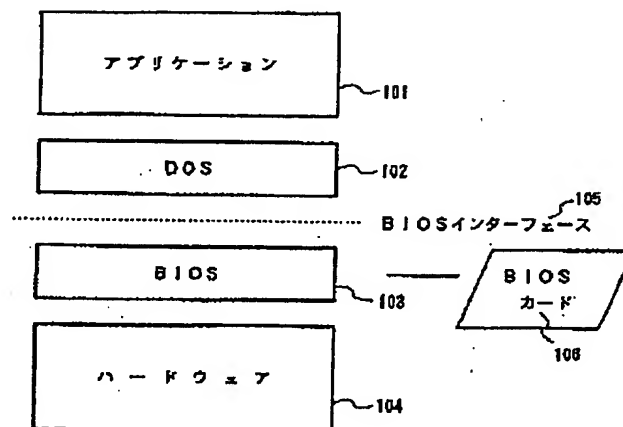 アプリケーション
101
DOS
102
BIOSインターフェース
105
BIOS
103
BIOS
カード
106
ハードウェア
104